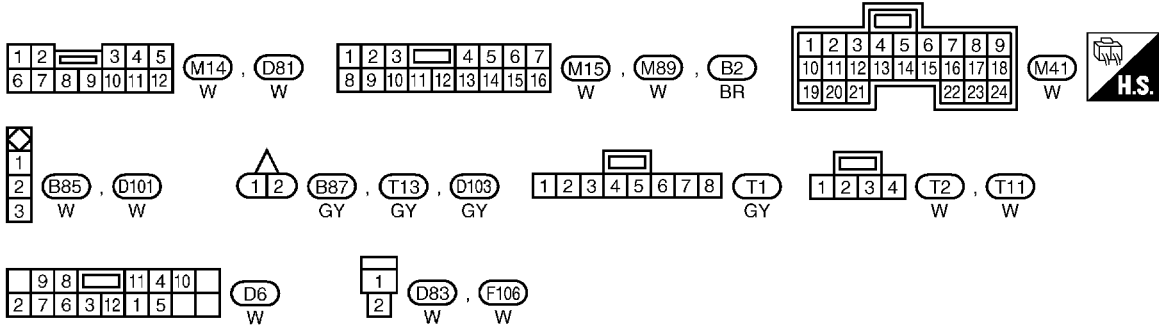 1 2 3 4 5 M14 , D81
6 7 8 9 10 11 12 W W
1 2 3 4 5 6 7 M15 , M89 , B2
8 9 10 11 12 13 14 15 16 W W BR
1 2 3 4 5 6 7 8 9
10 11 12 13 14 15 16 17 18 M41
19 20 21 22 23 24 W
H.S.
1
2 B85 , D101
3 W W
1 2 B87 , T13 , D103
GY GY GY
1 2 3 4 5 6 7 8 T1
GY
1 2 3 4 T2 , T11
W W
9 8 11 4 10 D6
2 7 6 3 12 1 5 W
1 D83 , F106
2 W W